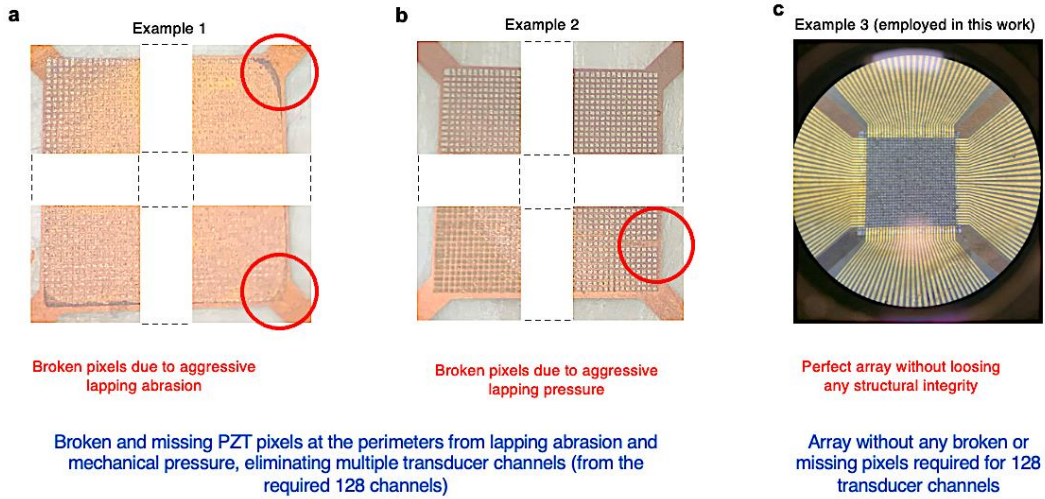 a
Example 1
b
Example 2
c
Example 3 (employed in this work)
Broken pixels due to aggressive
lapping abrasion
Broken pixels due to aggressive
lapping pressure
Perfect array without loosing
any structural integrity
Broken and missing PZT pixels at the perimeters from lapping abrasion and
mechanical pressure, eliminating multiple transducer channels (from the
required 128 channels)
Array without any broken or
missing pixels required for 128
transducer channels